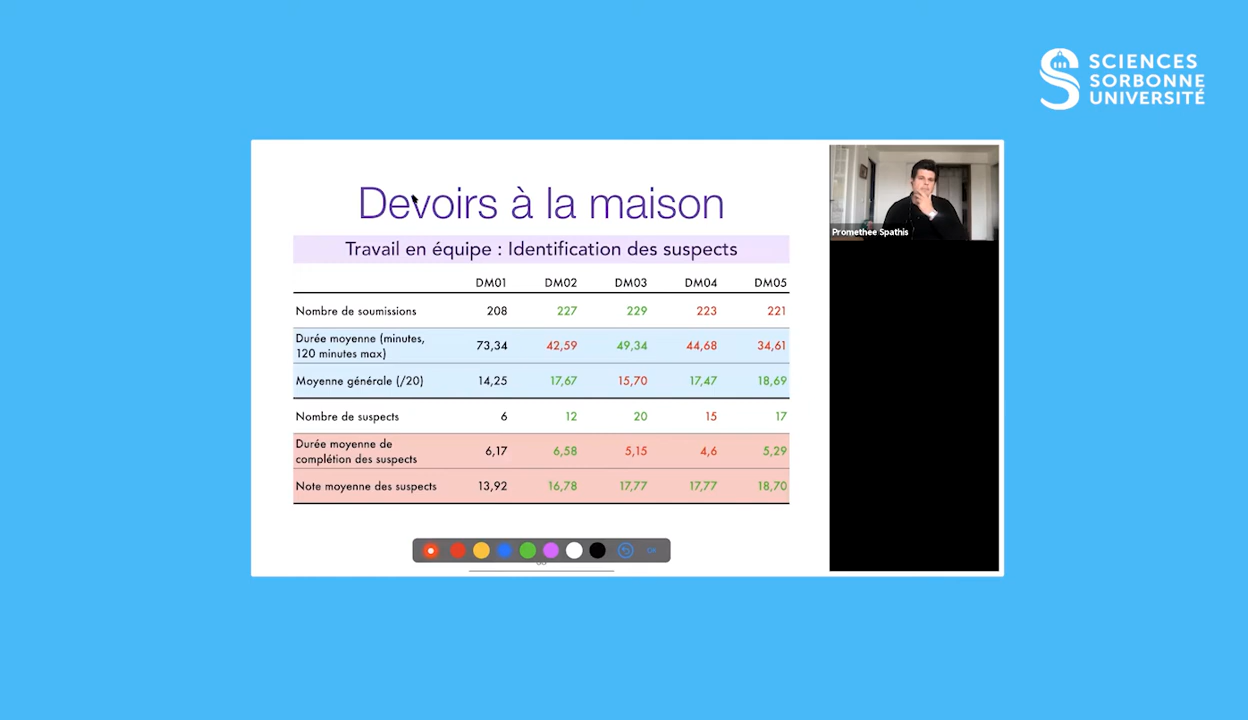 SCIENCES
SORBONNE
UNIVERSITÉ
Devoirs à la maison
Travail en équipe : Identification des suspects
DM01 DM02 DM03 DM04 DM05
Nombre de soumissions 208 227 229 223 221
Durée moyenne (minutes,
120 minutes max) 73,34 42,59 49,34 44,68 34,61
Moyenne générale (/20) 14,25 17,67 15,70 17,47 18,69
Nombre de suspects 6 12 20 15 17
Durée moyenne de
complétion des suspects 6,17 6,58 5,15 4,6 5,29
Note moyenne des suspects 13,92 16,78 17,77 17,77 18,70
Promethee Spathis